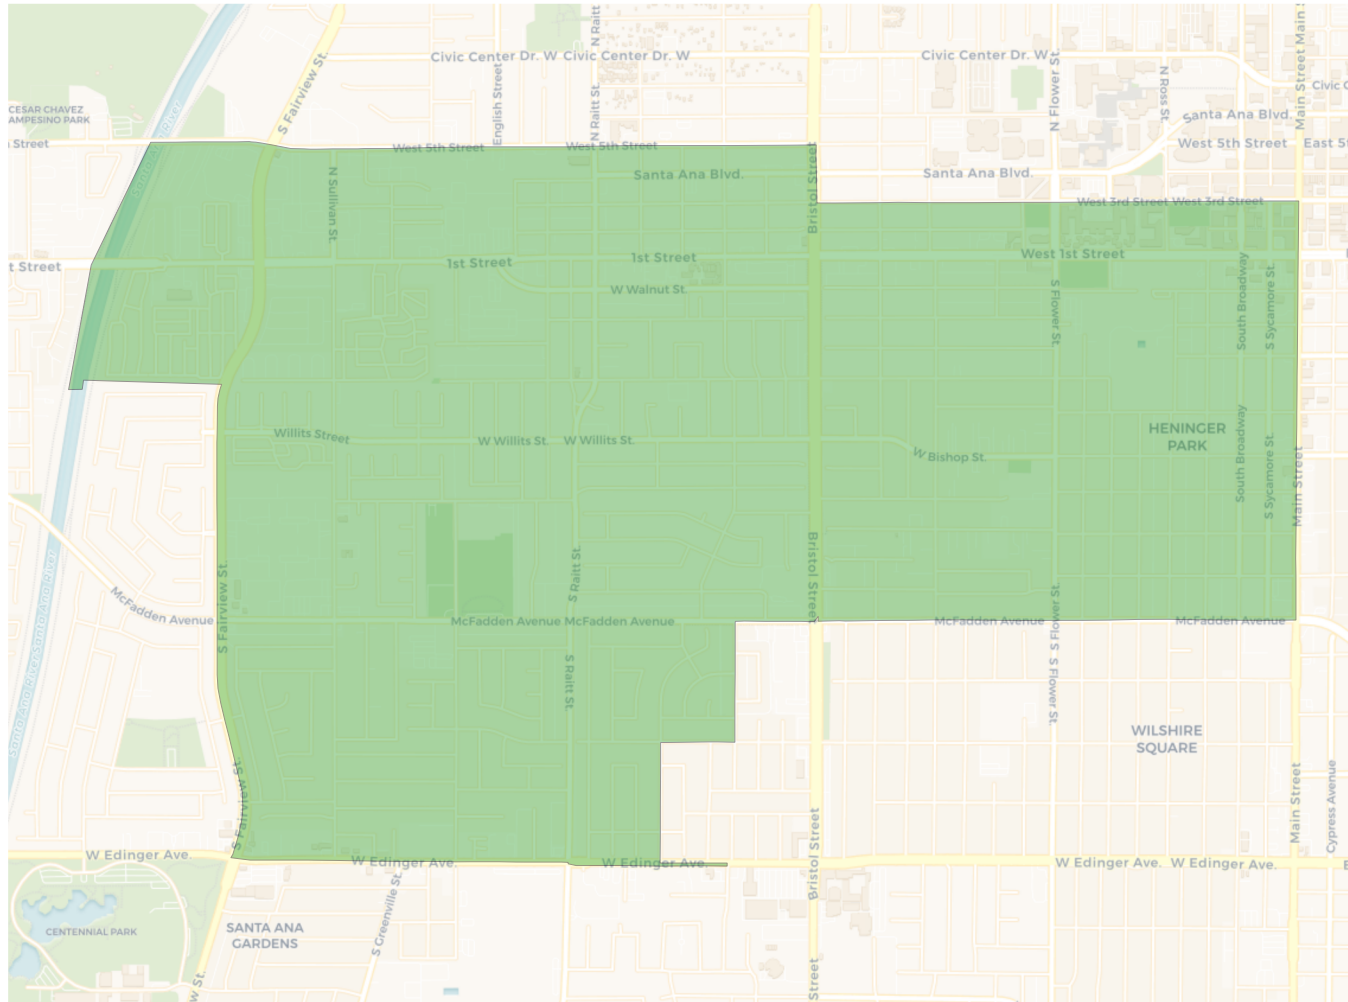 S Fairview St.
Civic Center Dr. W
Civic Center Dr. W
Civic Center Dr. W
N Raitt
English Street
N Raitt St.
Bristol Street
N Flower St.
N Ross St.
Main Street
Main S
Civic C
CESAR CHAVEZ
AMPESINO PARK
Santa Ana River
Street
West 5th Street
West 5th Street
Santa Ana Blvd.
West 5th Street
East 5t
Santa Ana Blvd.
Santa Ana Blvd.
N Sullivan St.
West 3rd Street
West 3rd Street
t Street
1st Street
1st Street
West 1st Street
W Walnut St.
S Flower St.
South Broadway
S Sycamore St.
Willits Street
W Willits St.
W Willits St.
W Bishop St.
HENINGER
PARK
South Broadway
S Sycamore St.
Main Street
Bristol Street
S Raitt St.
S Fairview St.
McFadden Avenue
McFadden Avenue
McFadden Avenue
McFadden Avenue
McFadden Avenue
S Flower St.
S Flower St.
S Raitt St.
Santa Ana River
Santa Ana River
WILSHIRE
SQUARE
S Fairview St.
Bristol Street
Main Street
Cypress Avenue
W Edinger Ave.
W Edinger Ave.
W Edinger Ave.
W Edinger Ave.
W Edinger Ave.
E
S Greenville St.
CENTENNIAL PARK
SANTA ANA
GARDENS
w St.
Street